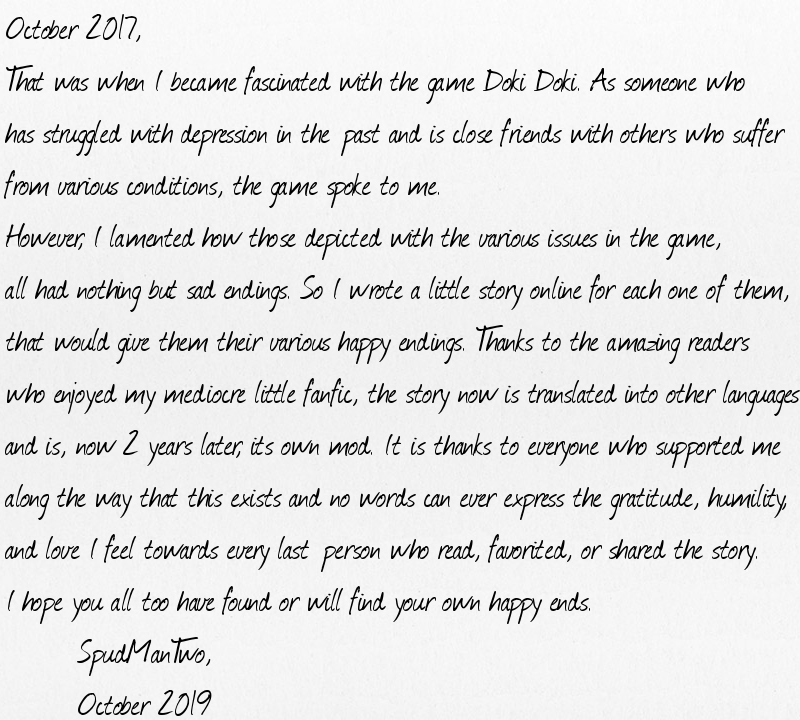 October 2017,
That was when I became fascinated with the game Doki Doki. As someone who
has struggled with depression in the past and is close friends with others who suffer
from various conditions, the game spoke to me.
However, I lamented how those depicted with the various issues in the game,
all had nothing but sad endings. So I wrote a little story online for each one of them,
that would give them their various happy endings. Thanks to the amazing readers
who enjoyed my mediocre little fanfic, the story now is translated into other languages
and is, now 2 years later, its own mod. It is thanks to everyone who supported me
along the way that this exists and no words can ever express the gratitude, humility,
and love I feel towards every last person who read, favorited, or shared the story.
I hope you all too have found or will find your own happy ends.
SpudManTwo,
October 2019